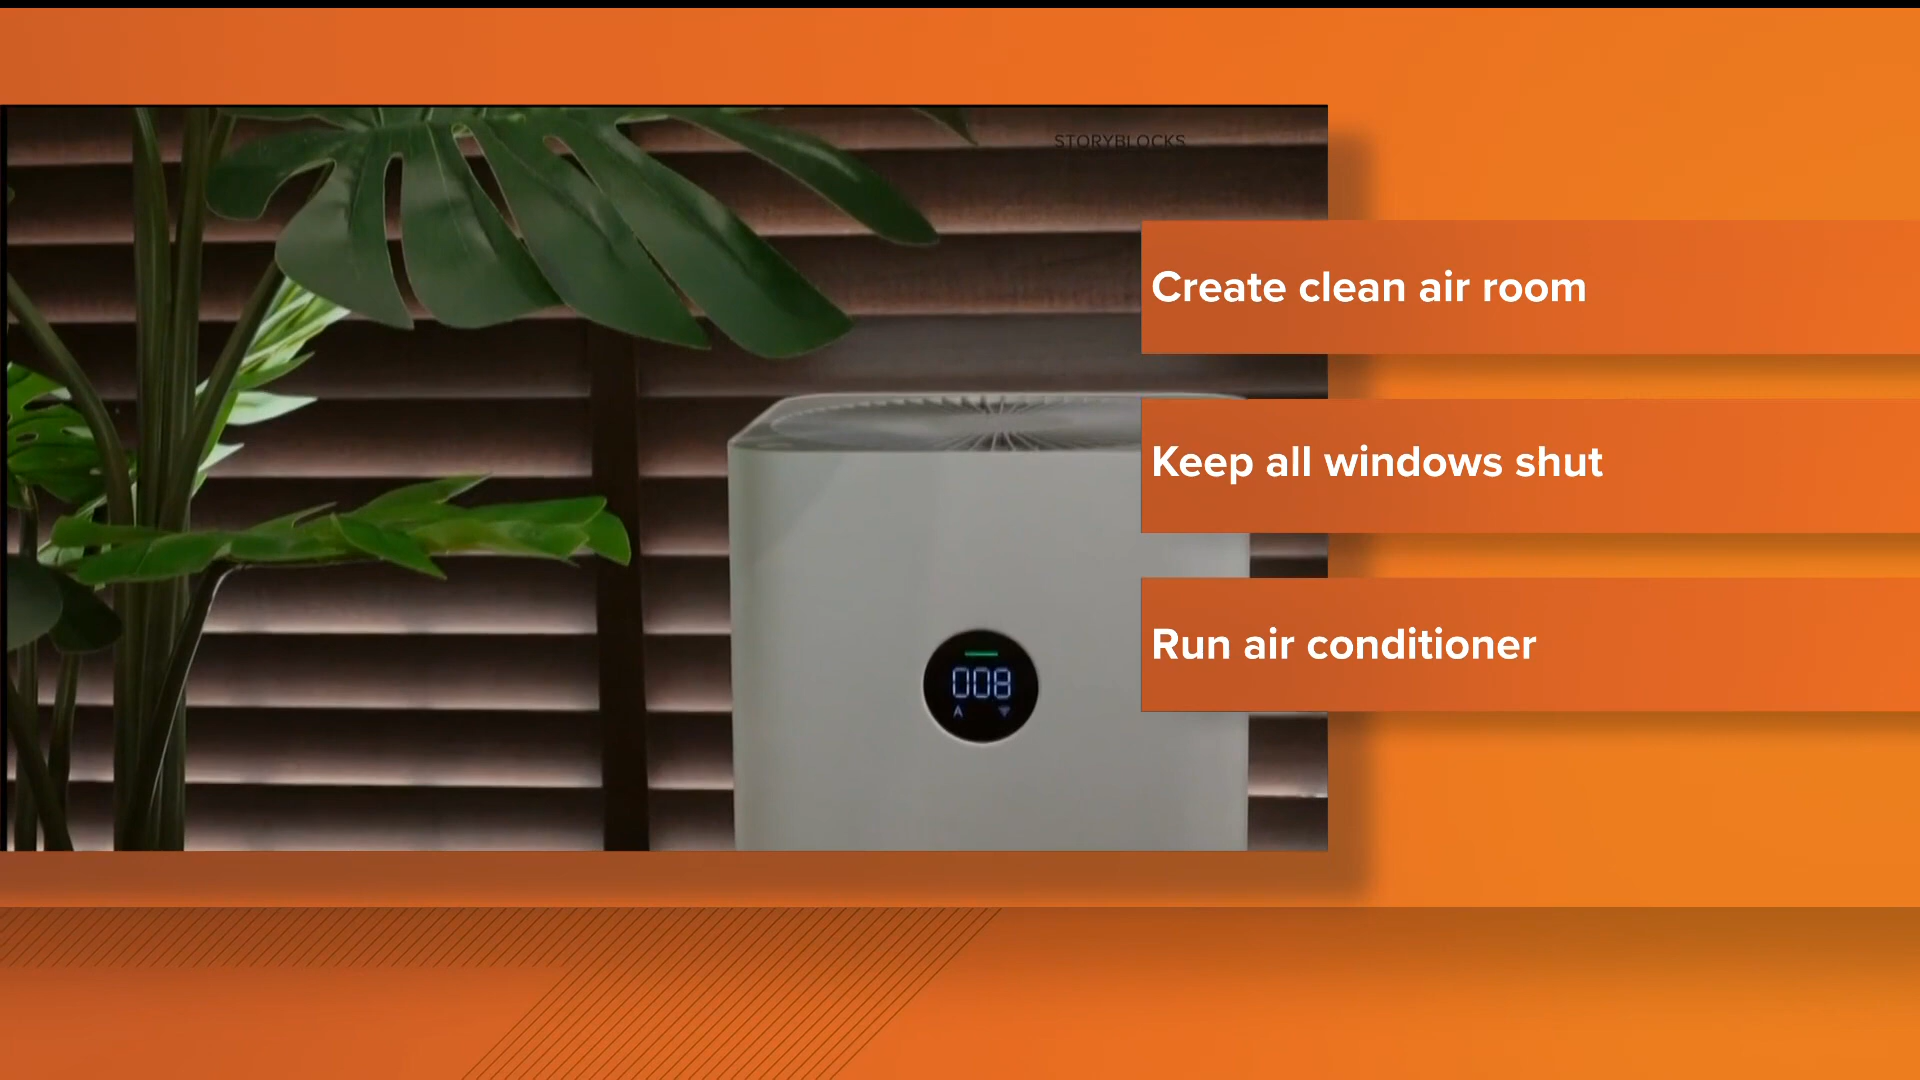 STORYBLOCKS
Create clean air room
Keep all windows shut
Run air conditioner
008
A